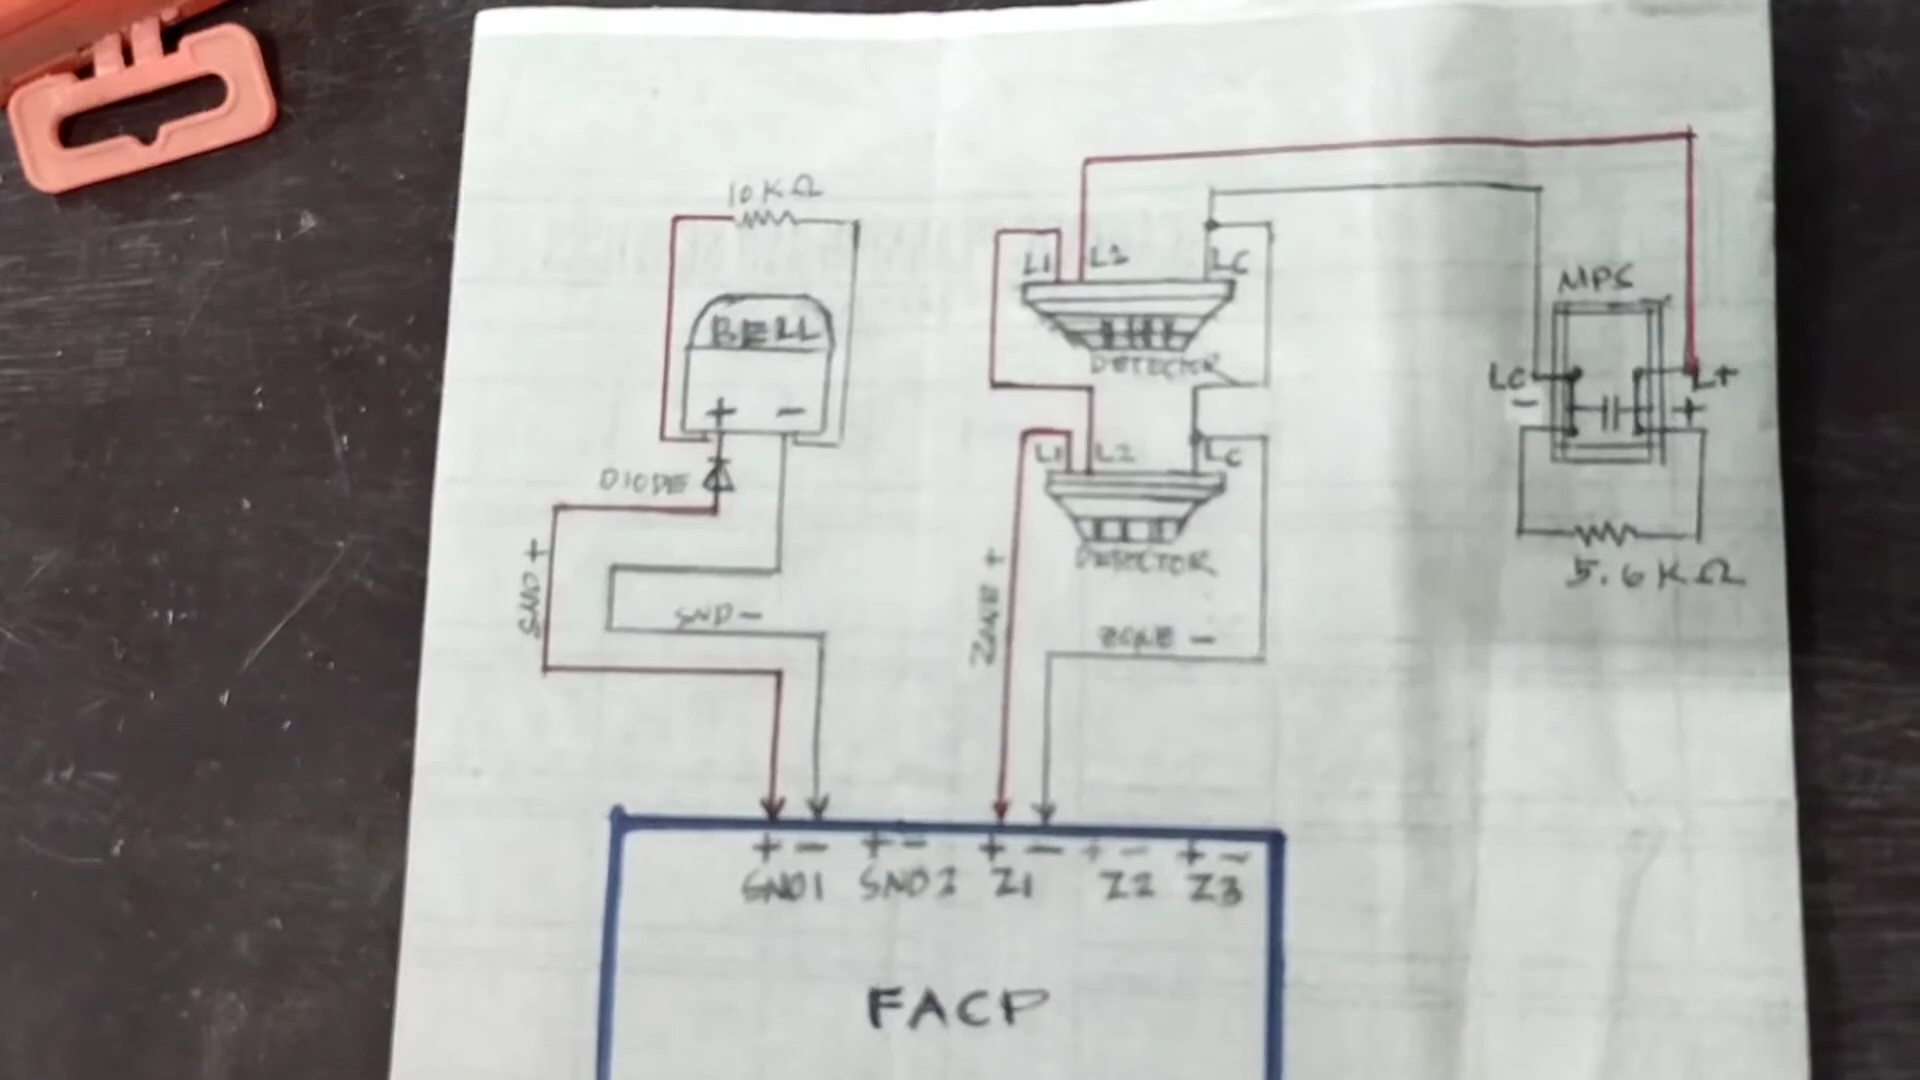 10KΩ
BELL
+ -
DIODE
SND +
SND -
L1 L2 LC
DETECTOR
L1 L2 LC
DETECTOR
ZONE +
ZONE -
MPS
LC L+
- +
5.6KΩ
+ - + - + - + - + -
SND1 SND2 Z1 Z2 Z3
FACP